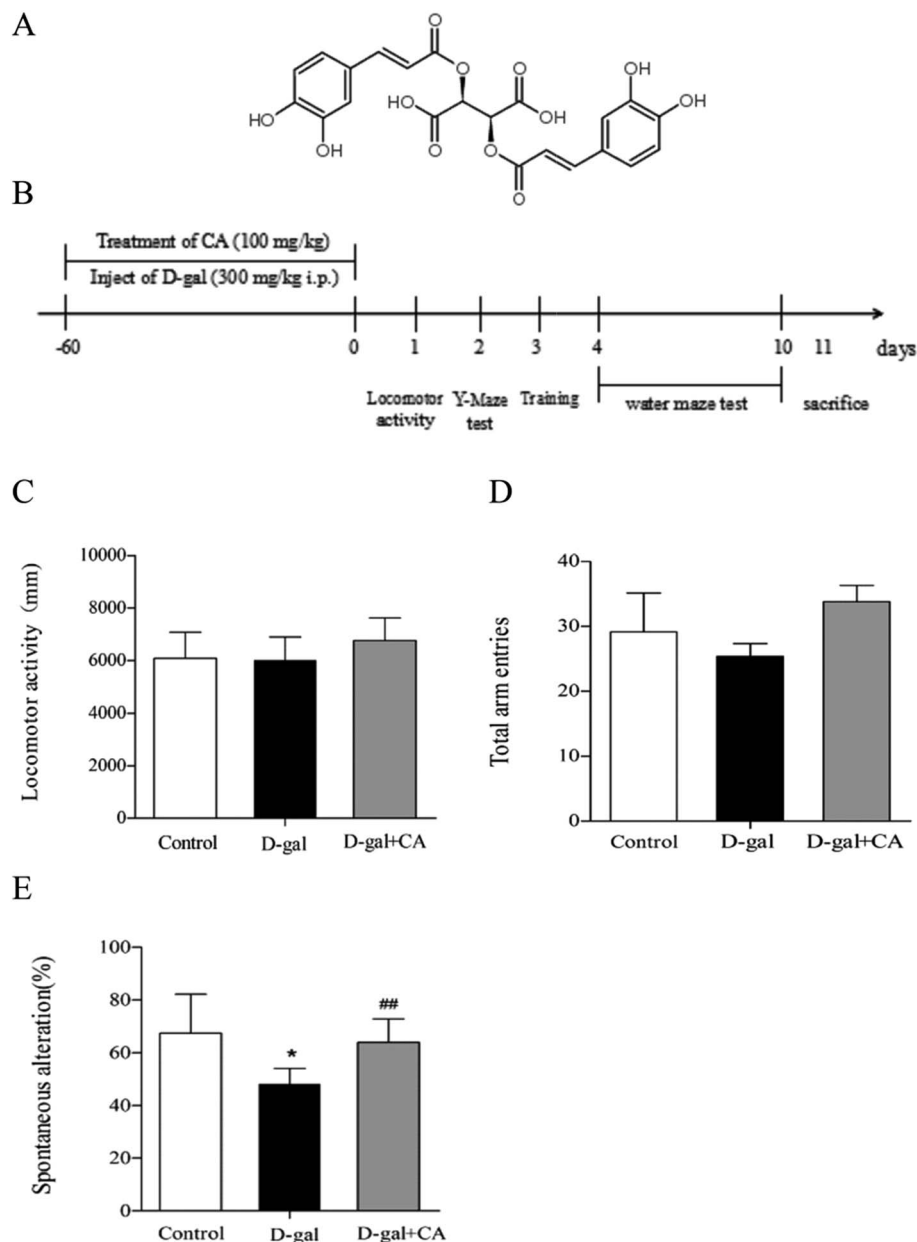 A
O
O
O
O
OH
OH
HO
OH
HO
OH
O
O
O
B
Treatment of CA (100 mg/kg)
Inject of D-gal (300 mg/kg i.p.)
-60 0 1 2 3 4 10 11 days
Locomotor activity
Y-Maze test
Training
water maze test
sacrifice
C
Locomotor activity (mm)
10000
8000
6000
4000
2000
0
Control D-gal D-gal+CA
D
Total arm entries
40
30
20
10
0
Control D-gal D-gal+CA
E
Spontaneous alteration(%)
100
80
60
40
20
0
*
##
Control D-gal D-gal+CA